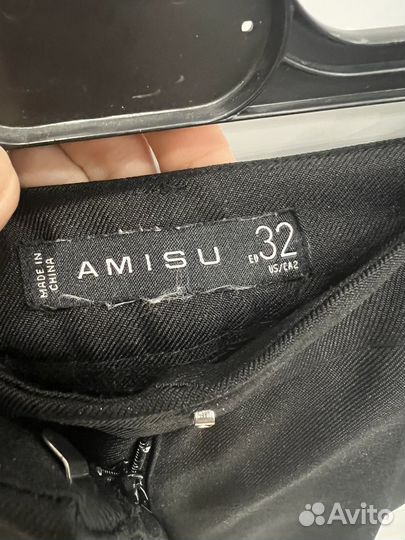 MADE IN
CHINA
AMISU
EU 32
US/CA2
Avito